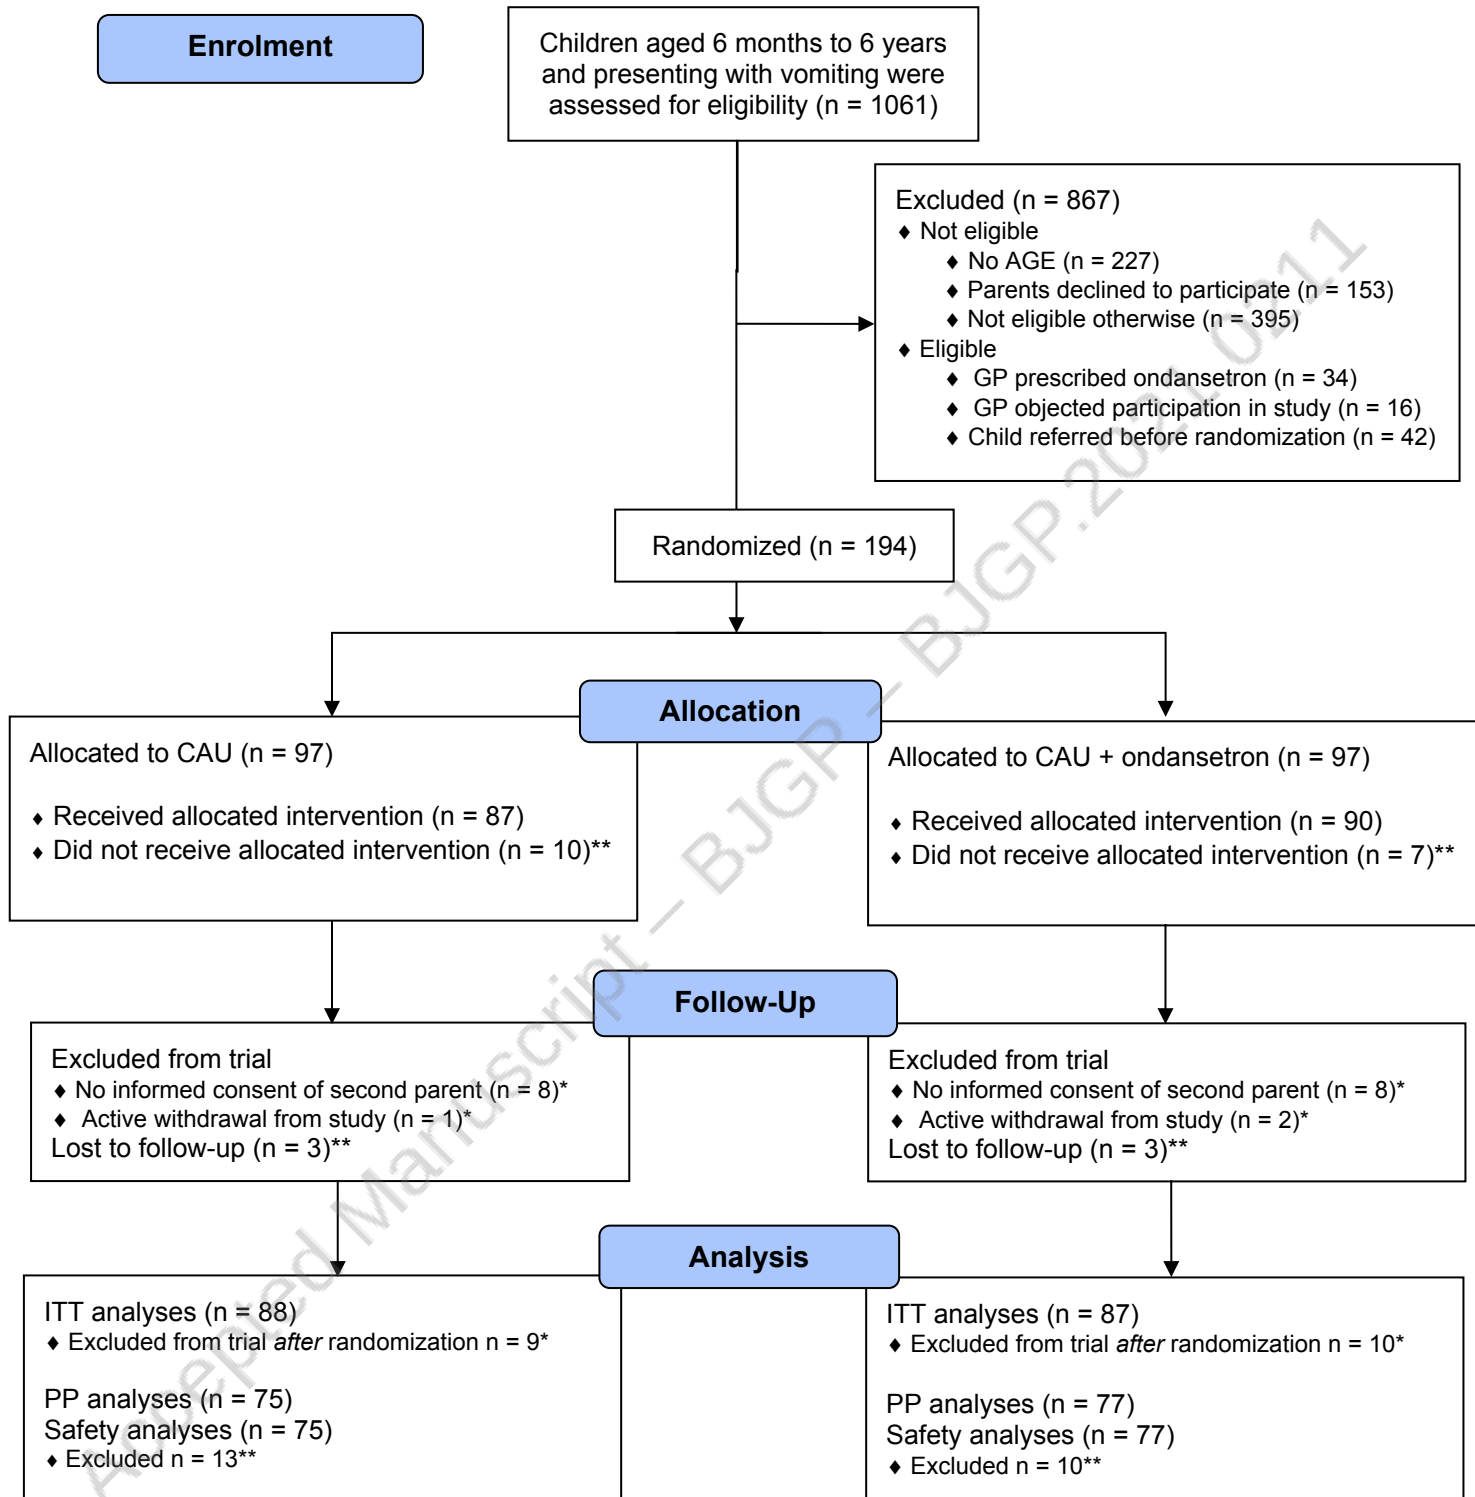 Enrolment
Children aged 6 months to 6 years
and presenting with vomiting were
assessed for eligibility (n = 1061)
Excluded (n = 867)
♦ Not eligible
♦ No AGE (n = 227)
♦ Parents declined to participate (n = 153)
♦ Not eligible otherwise (n = 395)
♦ Eligible
♦ GP prescribed ondansetron (n = 34)
♦ GP objected participation in study (n = 16)
♦ Child referred before randomization (n = 42)
Randomized (n = 194)
Allocation
Allocated to CAU (n = 97)
♦ Received allocated intervention (n = 87)
♦ Did not receive allocated intervention (n = 10)**
Allocated to CAU + ondansetron (n = 97)
♦ Received allocated intervention (n = 90)
♦ Did not receive allocated intervention (n = 7)**
Follow-Up
Excluded from trial
♦ No informed consent of second parent (n = 8)*
♦ Active withdrawal from study (n = 1)*
Lost to follow-up (n = 3)**
Excluded from trial
♦ No informed consent of second parent (n = 8)*
♦ Active withdrawal from study (n = 2)*
Lost to follow-up (n = 3)**
Analysis
ITT analyses (n = 88)
♦ Excluded from trial after randomization n = 9*
PP analyses (n = 75)
Safety analyses (n = 75)
♦ Excluded n = 13**
ITT analyses (n = 87)
♦ Excluded from trial after randomization n = 10*
PP analyses (n = 77)
Safety analyses (n = 77)
♦ Excluded n = 10**
Accepted Manuscript – BJGP – BJGP.2021.0211